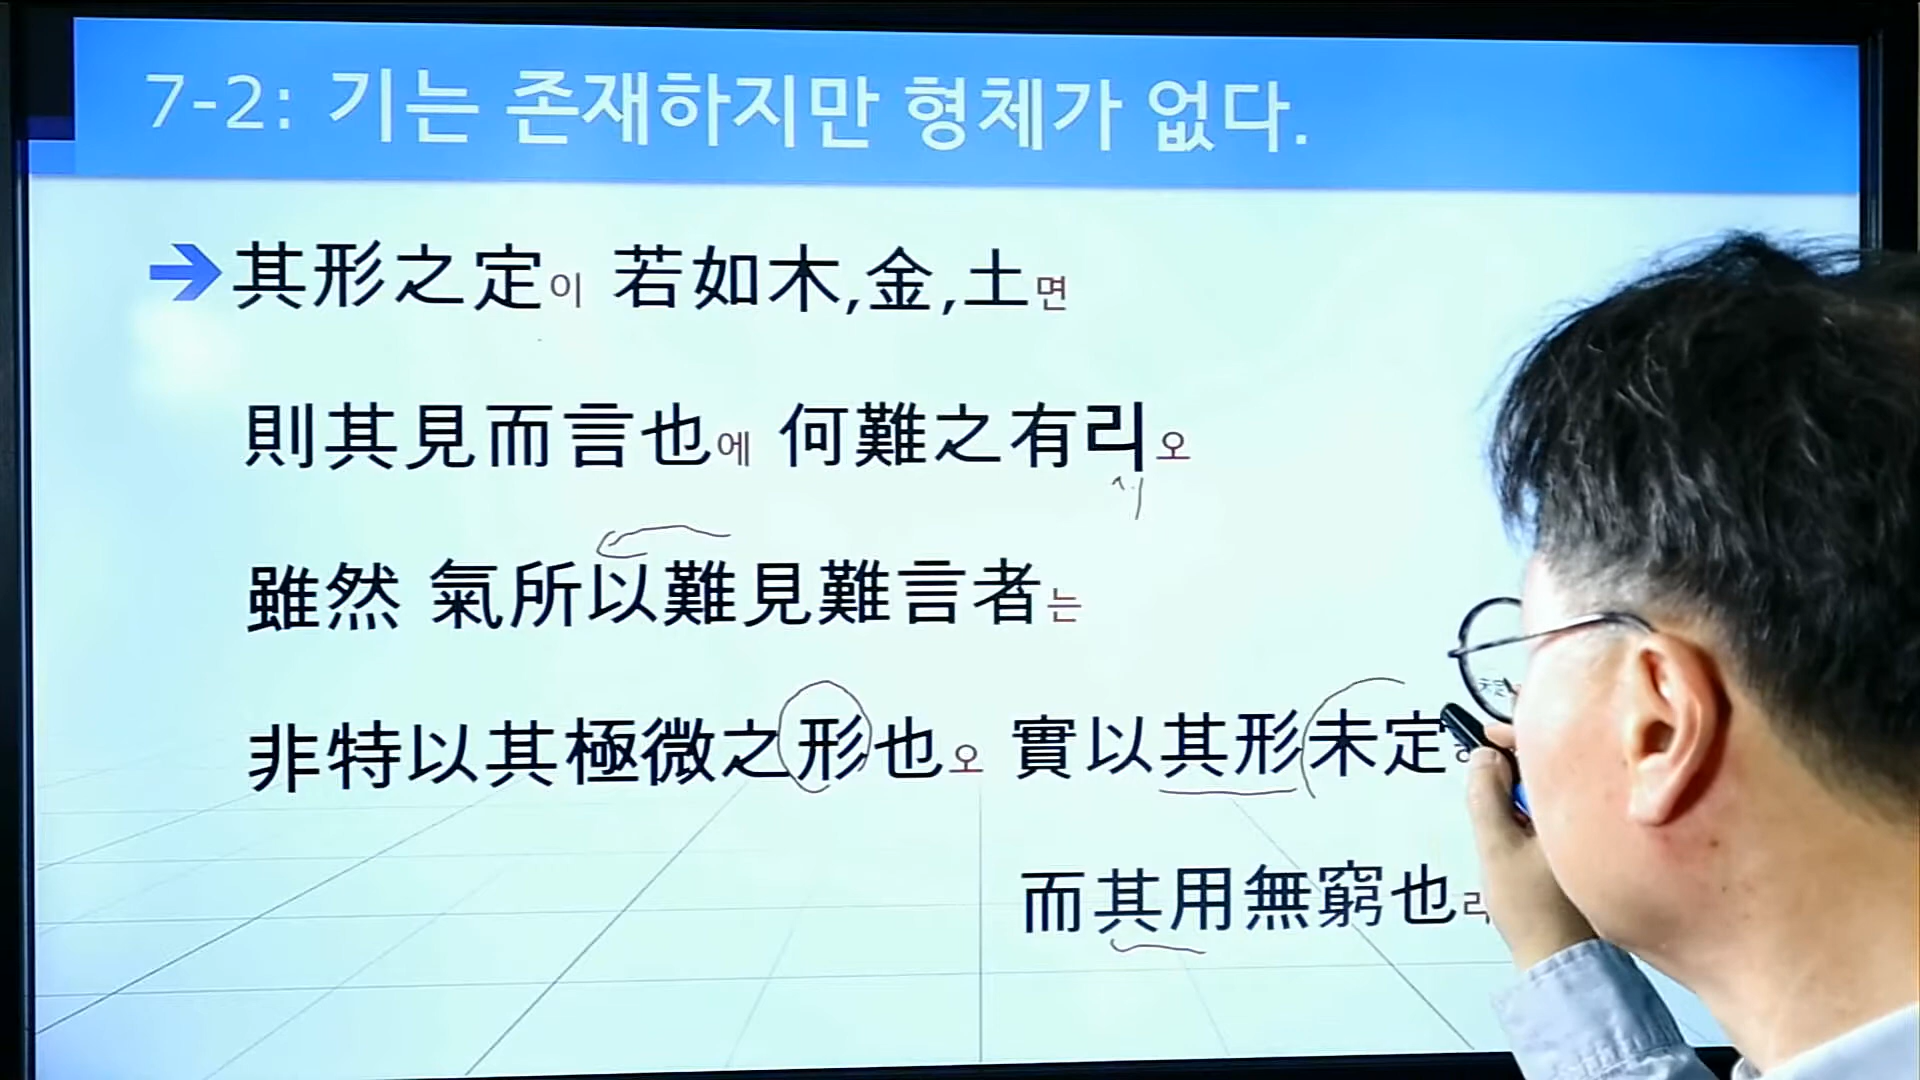 7-2: 기는 존재하지만 형체가 없다.
其形之定이 若如木,金,土면
則其見而言也에 何難之有리오
雖然 氣所以難見難言者는
非特以其極微之形也오 實以其形未定
而其用無窮也라